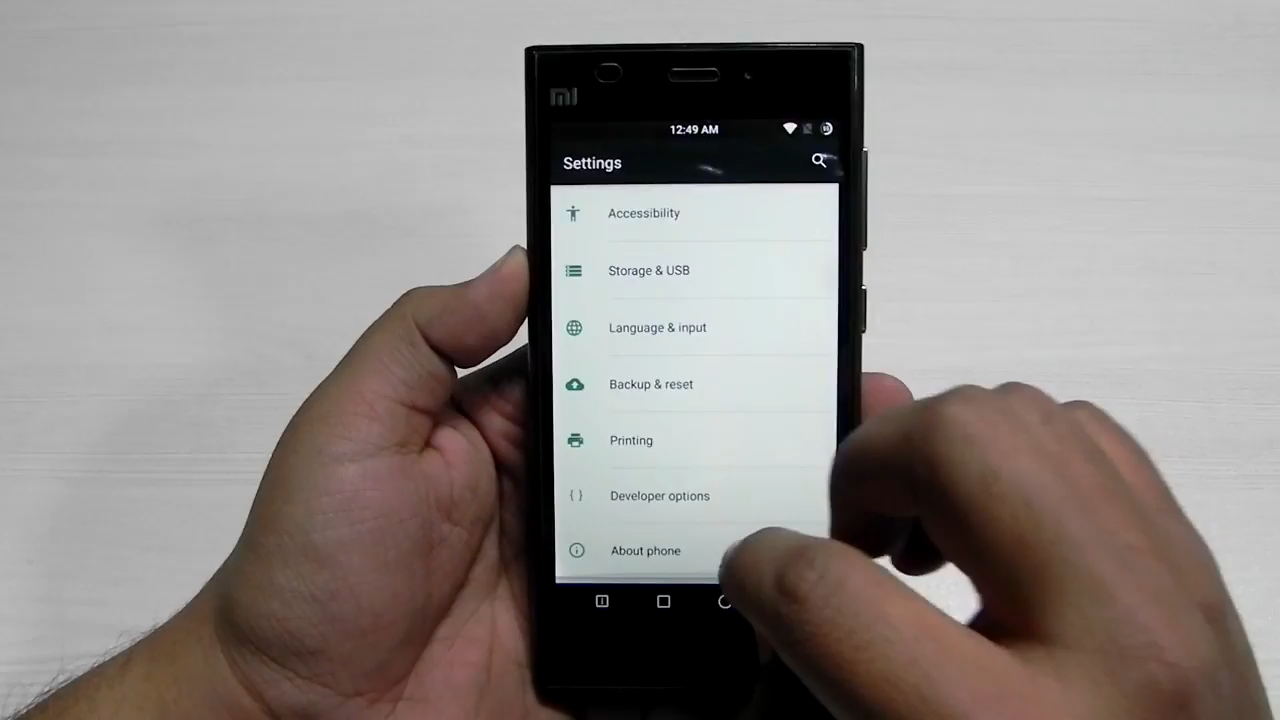 mi
12:49 AM
Settings
Accessibility
Storage & USB
Language & input
Backup & reset
Printing
Developer options
About phone